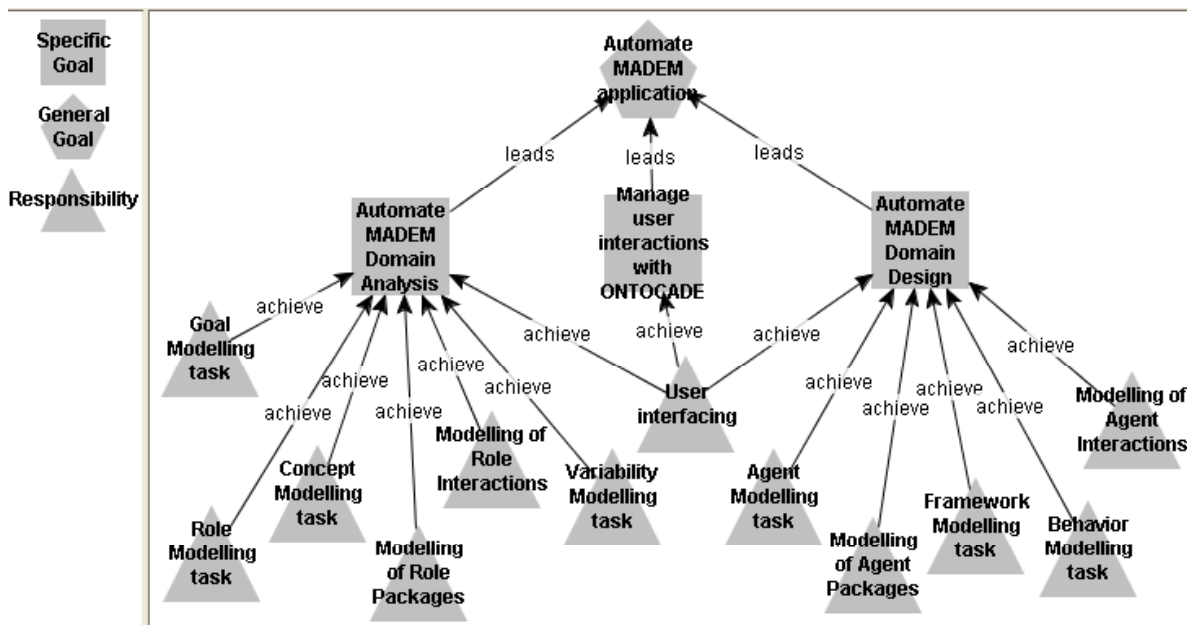 Specific
Goal
General
Goal
Responsibility
Automate
MADEM
application
leads
leads
leads
Automate
MADEM
Domain
Analysis
Manage
user
interactions
with
ONTOCADE
Automate
MADEM
Domain
Design
achieve
Goal
Modelling
task
achieve
Role
Modelling
task
achieve
Concept
Modelling
task
achieve
Modelling
of Role
Packages
achieve
Modelling of
Role
Interactions
achieve
Variability
Modelling
task
achieve
achieve
achieve
User
interfacing
achieve
Agent
Modelling
task
achieve
Modelling
of Agent
Packages
achieve
Framework
Modelling
task
achieve
Behavior
Modelling
task
achieve
Modelling of
Agent
Interactions